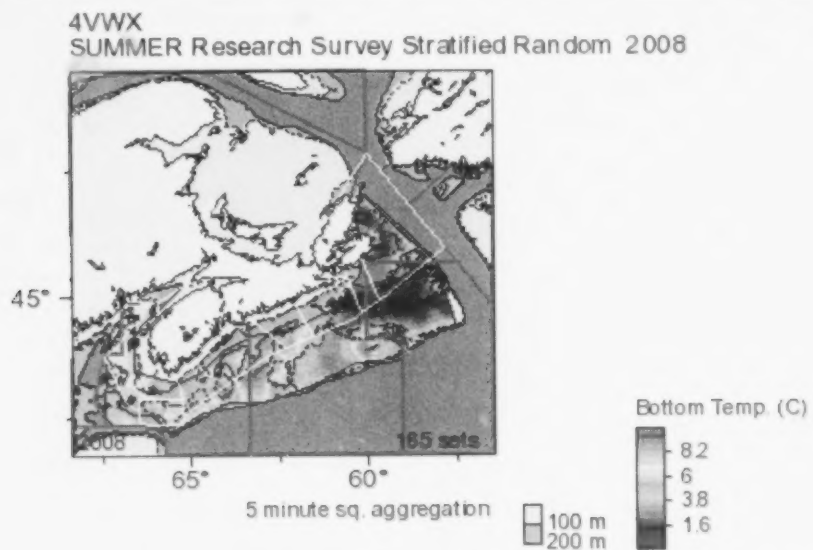 4VWX
SUMMER Research Survey Stratified Random 2008
45°
2008
165 sets
65°
60°
5 minute sq. aggregation
100 m
200 m
Bottom Temp. (C)
8.2
6
3.8
1.6